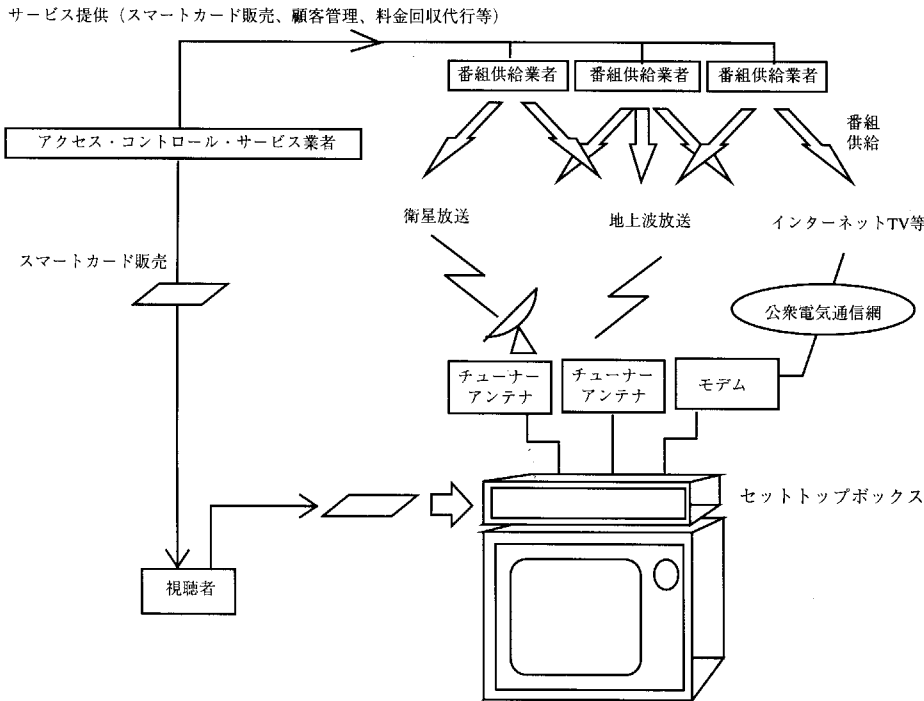 サービス提供（スマートカード販売、顧客管理、料金回収代行等）
番組供給業者
番組供給業者
番組供給業者
アクセス・コントロール・サービス業者
番組
供給
衛星放送
地上波放送
インターネットTV等
スマートカード販売
公衆電気通信網
チューナー
アンテナ
チューナー
アンテナ
モデム
セットトップボックス
視聴者